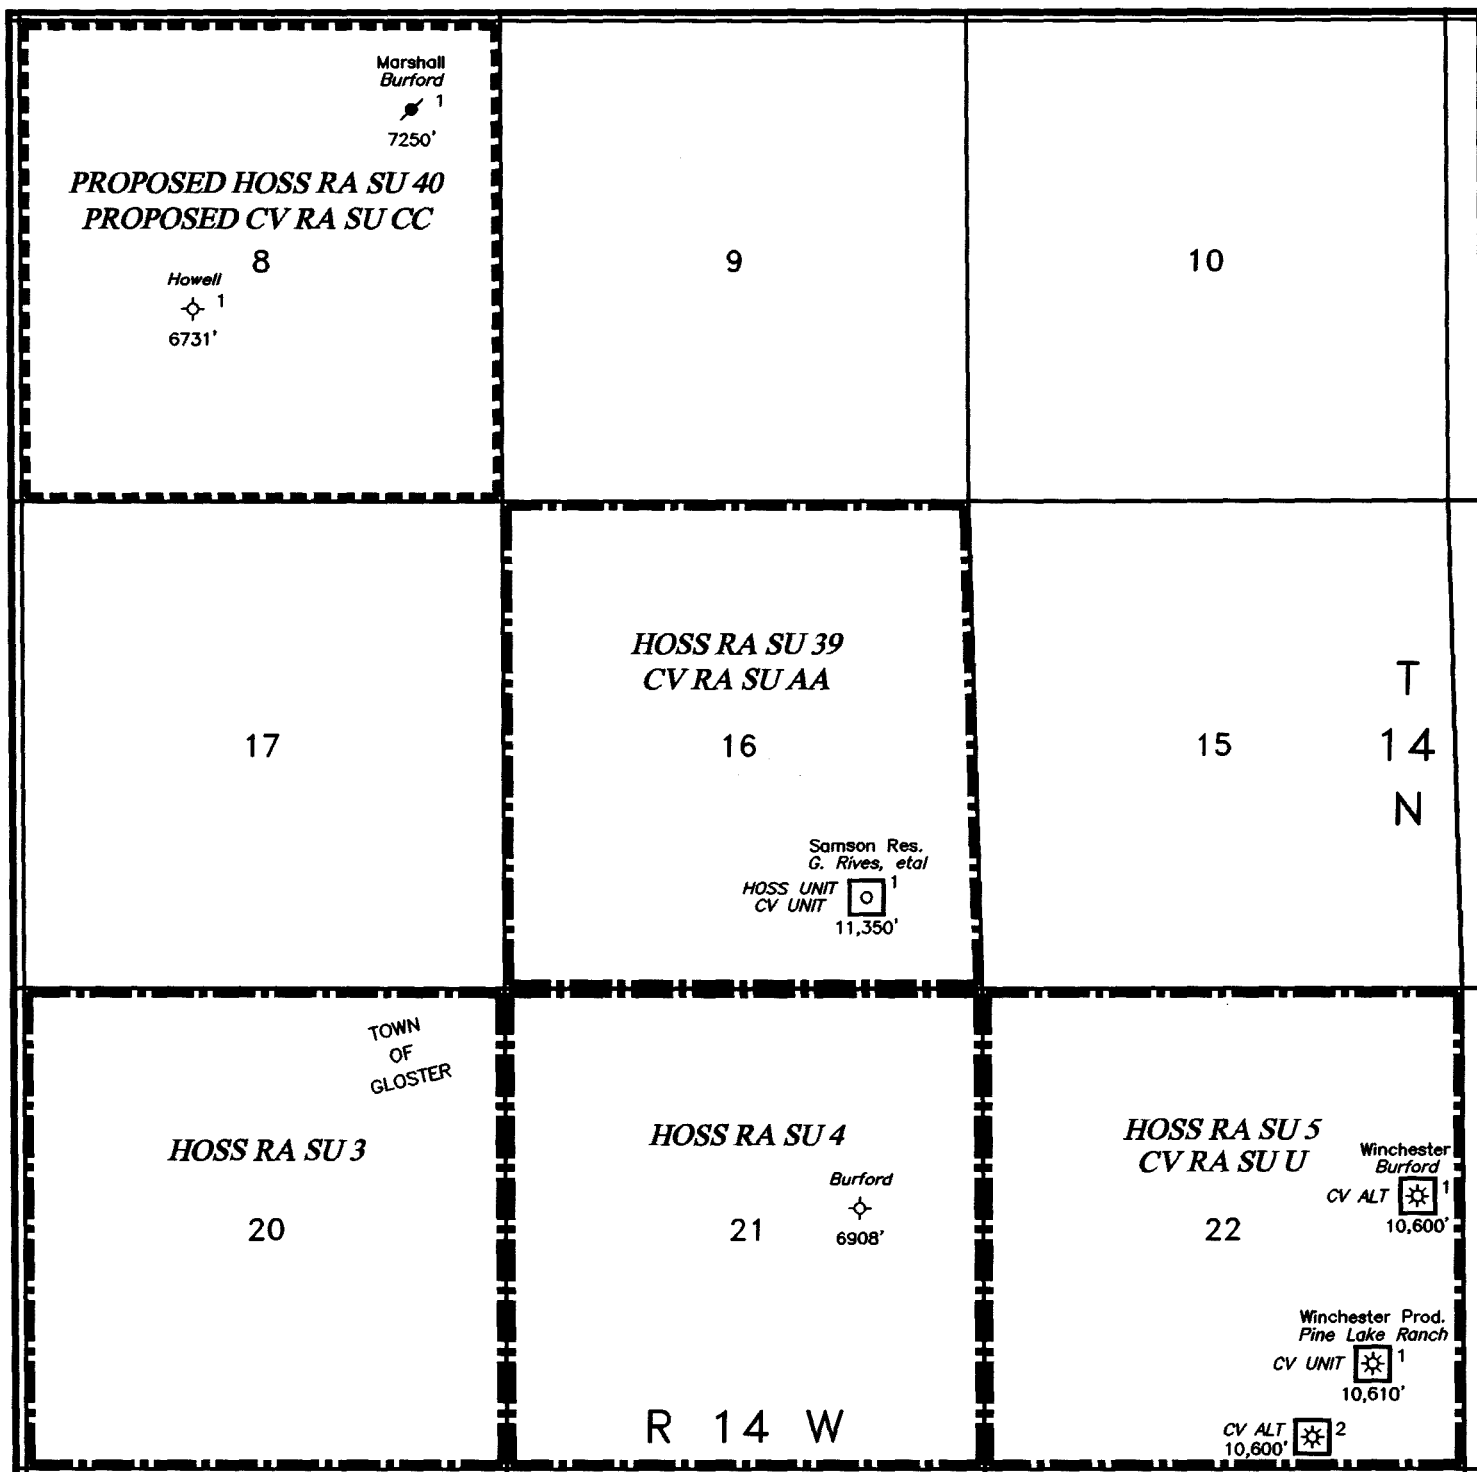 Marshall
Burford
1
7250'
PROPOSED HOSS RA SU 40
PROPOSED CV RA SU CC
8
Howell
1
6731'
9
10
17
HOSS RA SU 39
CV RA SU AA
16
Samson Res.
G. Rives, etal
HOSS UNIT 1
CV UNIT
11,350'
15
T
14
N
TOWN
OF
GLOSTER
HOSS RA SU 3
20
HOSS RA SU 4
Burford
21
6908'
R 14 W
HOSS RA SU 5
CV RA SU U
22
Winchester
Burford
CV ALT 1
10,600'
Winchester Prod.
Pine Lake Ranch
CV UNIT 1
10,610'
CV ALT 2
10,600'